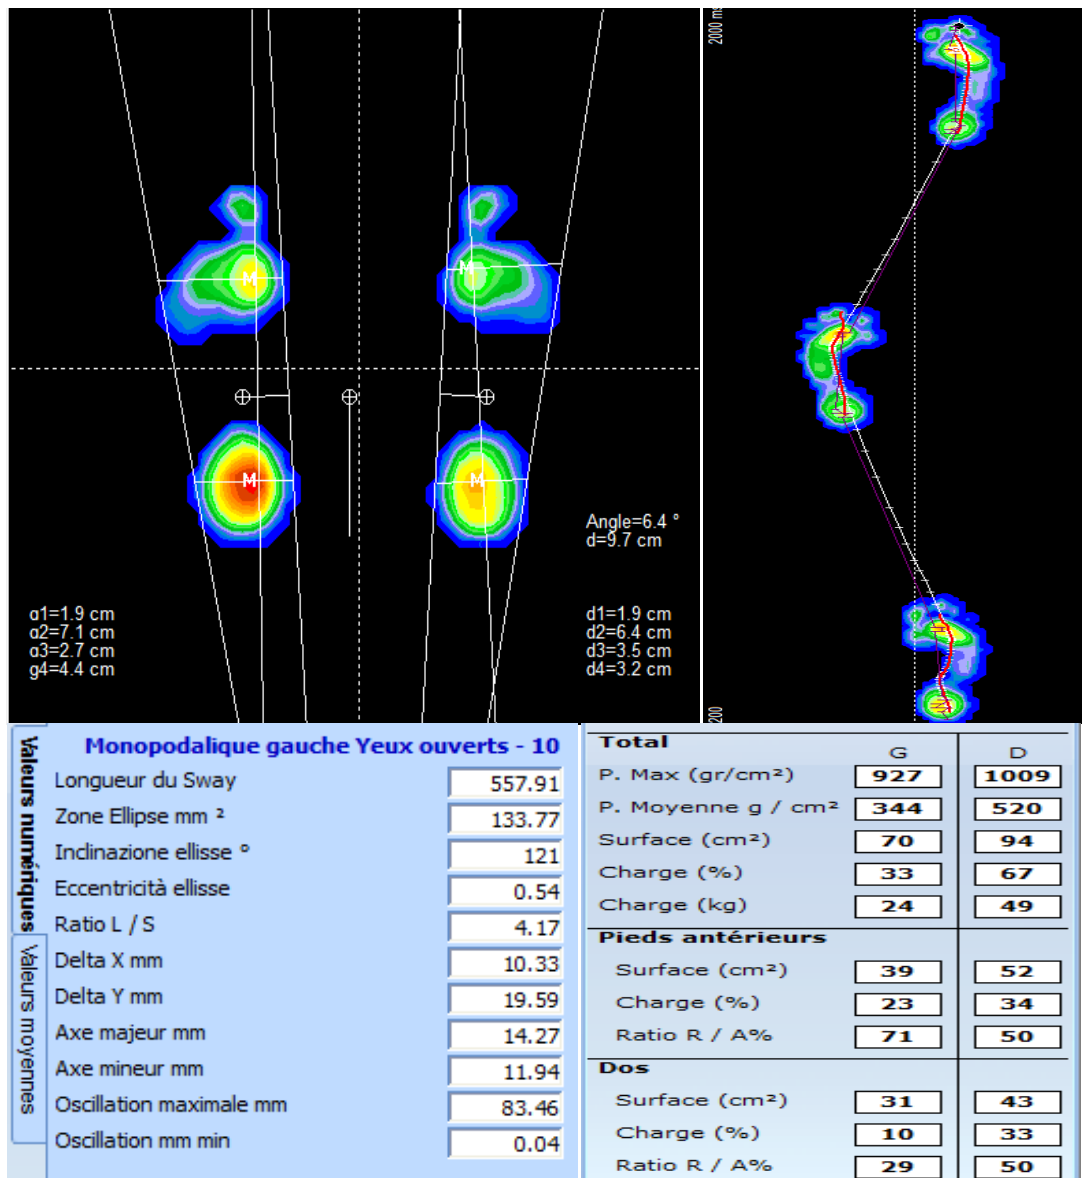 2000 ms
M
M
M
M
Angle=6.4 °
d=9.7 cm
α1=1.9 cm
α2=7.1 cm
α3=2.7 cm
g4=4.4 cm
d1=1.9 cm
d2=6.4 cm
d3=3.5 cm
d4=3.2 cm
200
Valeurs numériques
Valeurs moyennes
Monopodalique gauche Yeux ouverts - 10
Longueur du Sway 557.91
Zone Ellipse mm ² 133.77
Inclinazione ellisse ° 121
Eccentricità ellisse 0.54
Ratio L / S 4.17
Delta X mm 10.33
Delta Y mm 19.59
Axe majeur mm 14.27
Axe mineur mm 11.94
Oscillation maximale mm 83.46
Oscillation mm min 0.04
Total G D
P. Max (gr/cm²) 927 1009
P. Moyenne g / cm² 344 520
Surface (cm²) 70 94
Charge (%) 33 67
Charge (kg) 24 49
Pieds antérieurs
Surface (cm²) 39 52
Charge (%) 23 34
Ratio R / A% 71 50
Dos
Surface (cm²) 31 43
Charge (%) 10 33
Ratio R / A% 29 50